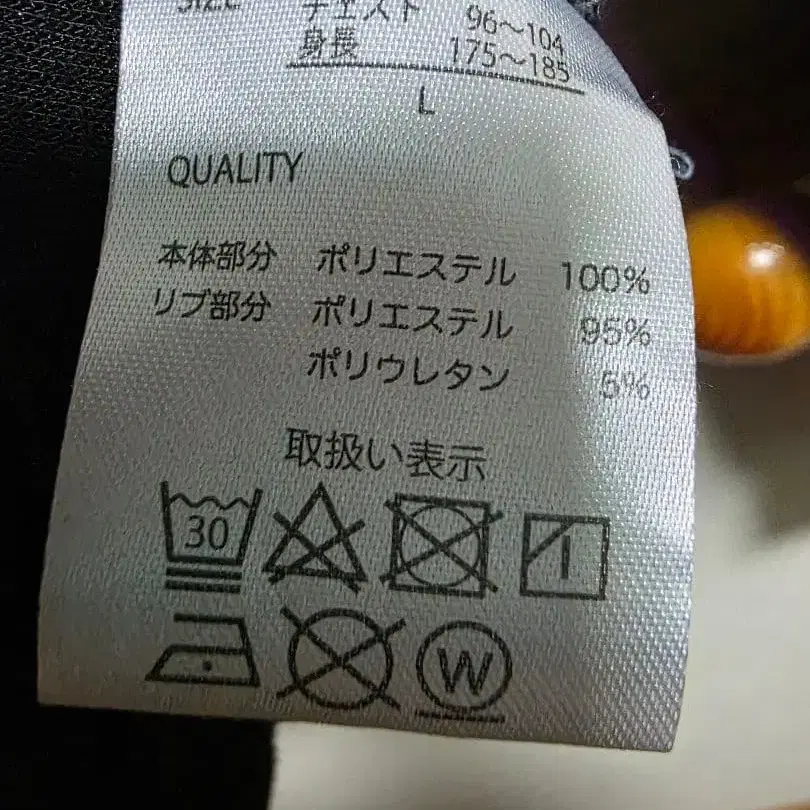 SIZE チェスト 96～104
身長 175～185
L
QUALITY
本体部分 ポリエステル 100%
リブ部分 ポリエステル 95%
ポリウレタン 5%
取扱い表示
30
W